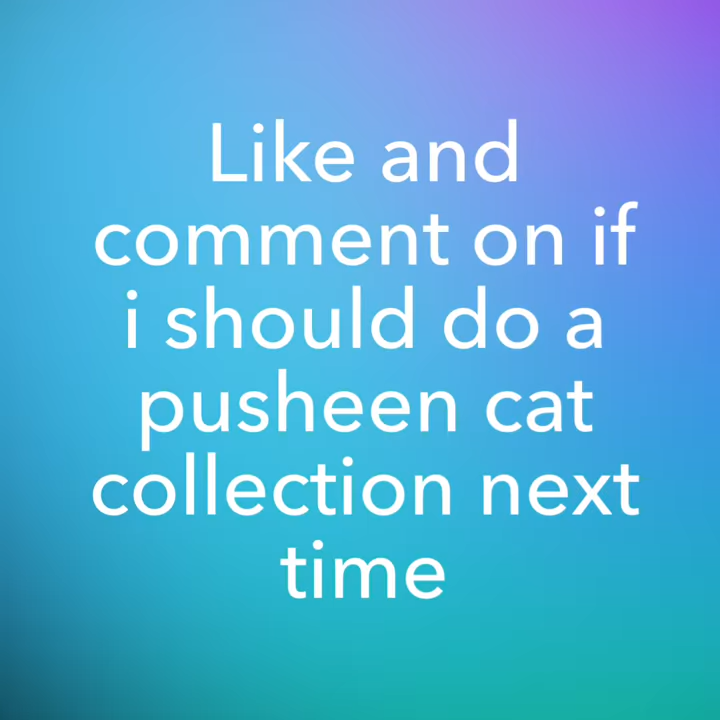 Like and
comment on if
i should do a
pusheen cat
collection next
time